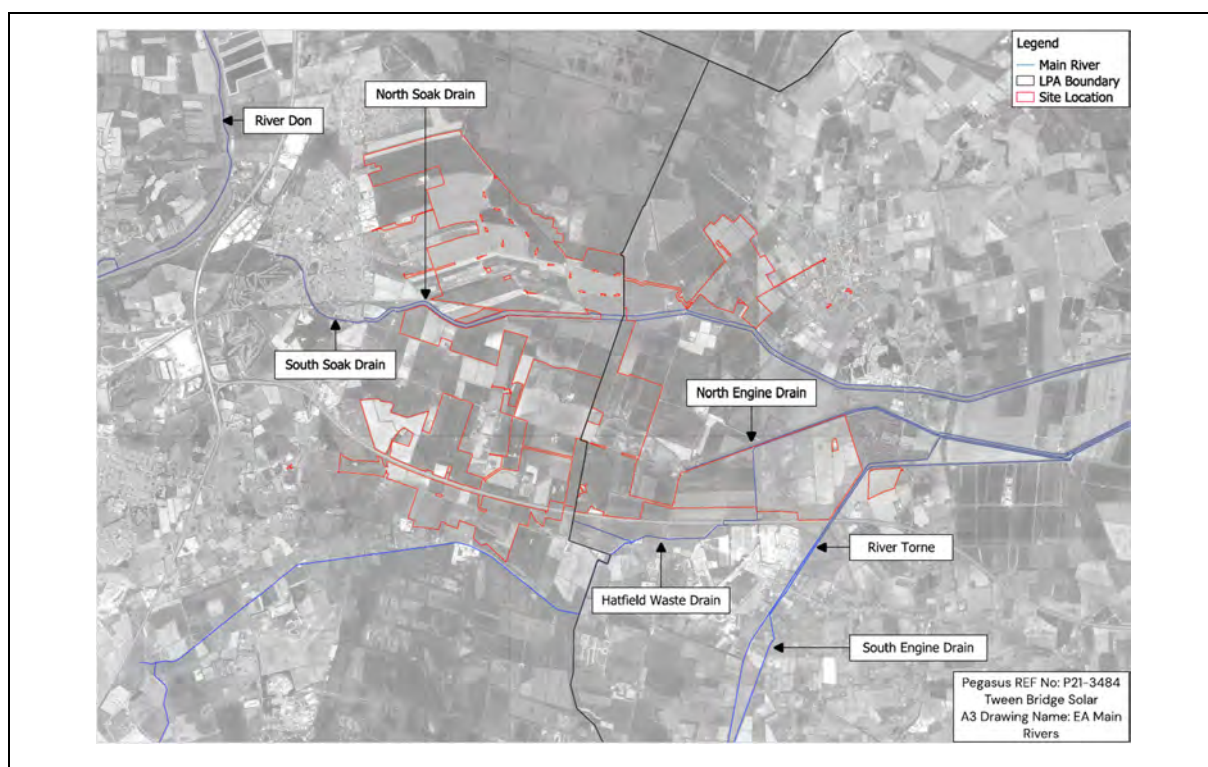 Legend
Main River
LPA Boundary
Site Location
North Soak Drain
River Don
South Soak Drain
North Engine Drain
River Torne
Hatfield Waste Drain
South Engine Drain
Pegasus REF No: P21-3484
Tween Bridge Solar
A3 Drawing Name: EA Main
Rivers